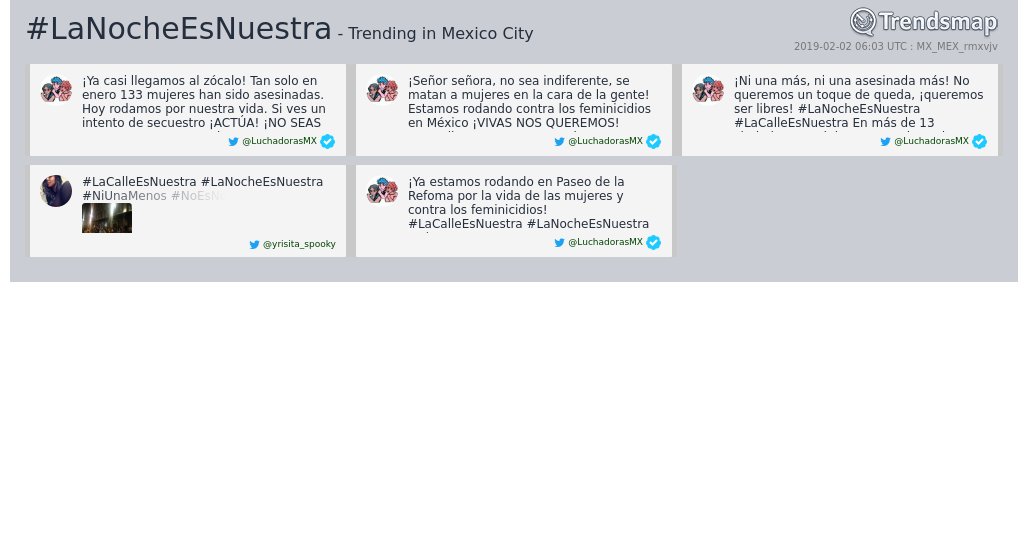 #LaNocheEsNuestra - Trending in Mexico City
Trendsmap
2019-02-02 06:03 UTC : MX_MEX_rmxvjv
¡Ya casi llegamos al zócalo! Tan solo en
enero 133 mujeres han sido asesinadas.
Hoy rodamos por nuestra vida. Si ves un
intento de secuestro ¡ACTÚA! ¡NO SEAS
@LuchadorasMX
¡Señor señora, no sea indiferente, se
matan a mujeres en la cara de la gente!
Estamos rodando contra los feminicidios
en México ¡VIVAS NOS QUEREMOS!
@LuchadorasMX
¡Ni una más, ni una asesinada más! No
queremos un toque de queda, ¡queremos
ser libres! #LaNocheEsNuestra
#LaCalleEsNuestra En más de 13
@LuchadorasMX
#LaCalleEsNuestra #LaNocheEsNuestra
#NiUnaMenos #NoEsNo
@yrisita_spooky
¡Ya estamos rodando en Paseo de la
Refoma por la vida de las mujeres y
contra los feminicidios!
#LaCalleEsNuestra #LaNocheEsNuestra
@LuchadorasMX